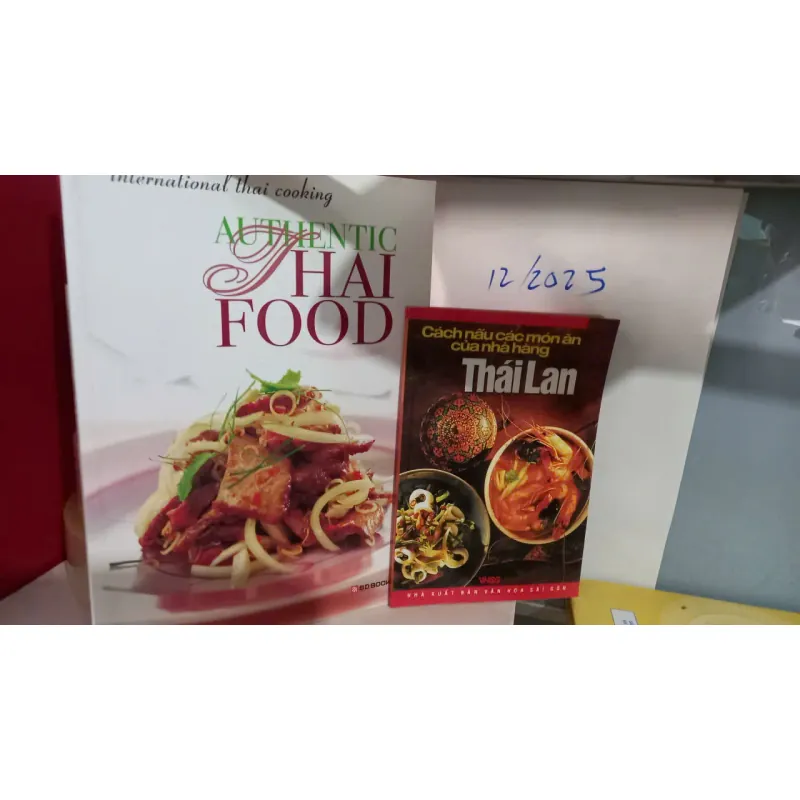 international thai cooking
AUTHENTIC
THAI
FOOD
12/2025
Cách nấu các món ăn
của nhà hàng
Thái Lan
VHSG
NHÀ XUẤT BẢN VĂN HÓA SÀI GÒN